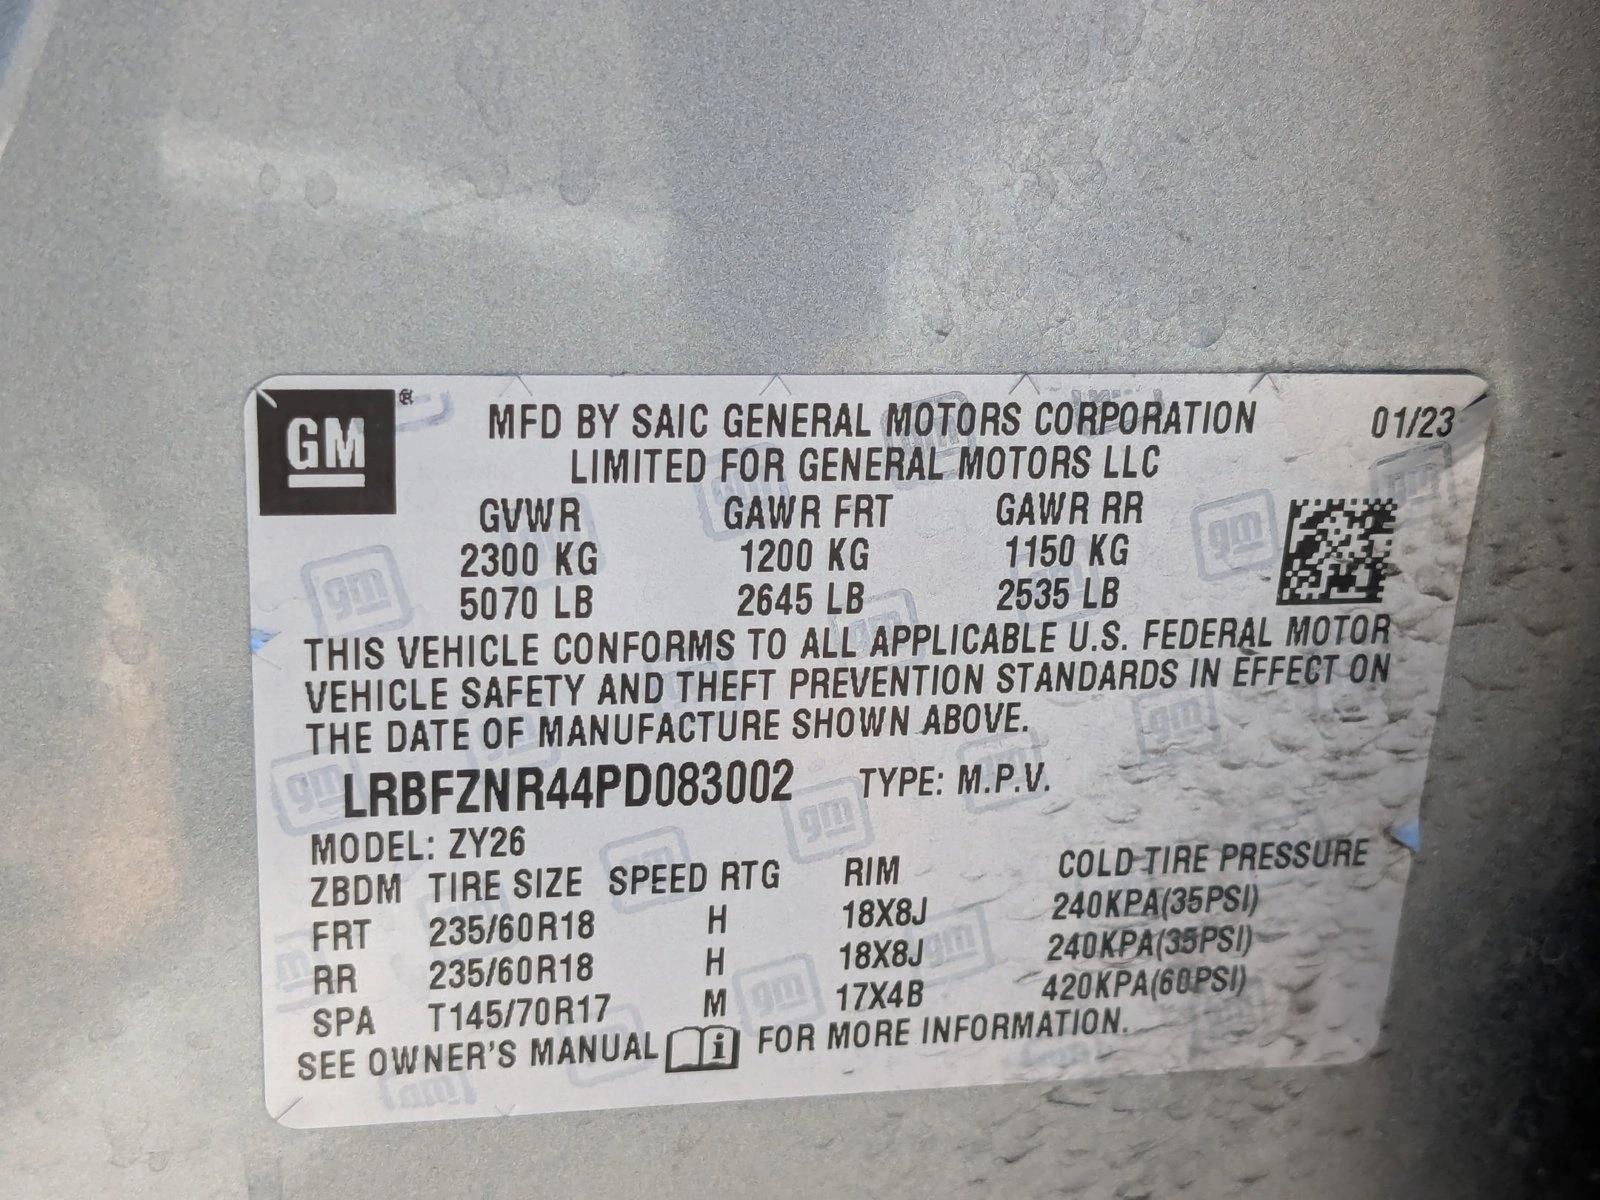 GM ®
MFD BY SAIC GENERAL MOTORS CORPORATION 01/23
LIMITED FOR GENERAL MOTORS LLC
GVWR GAWR FRT GAWR RR
2300 KG 1200 KG 1150 KG
5070 LB 2645 LB 2535 LB
THIS VEHICLE CONFORMS TO ALL APPLICABLE U.S. FEDERAL MOTOR
VEHICLE SAFETY AND THEFT PREVENTION STANDARDS IN EFFECT ON
THE DATE OF MANUFACTURE SHOWN ABOVE.
LRBFZNR44PD083002 TYPE: M.P.V.
MODEL: ZY26
ZBDM TIRE SIZE SPEED RTG RIM COLD TIRE PRESSURE
FRT 235/60R18 H 18X8J 240KPA(35PSI)
RR 235/60R18 H 18X8J 240KPA(35PSI)
SPA T145/70R17 M 17X4B 420KPA(60PSI)
SEE OWNER'S MANUAL i FOR MORE INFORMATION.